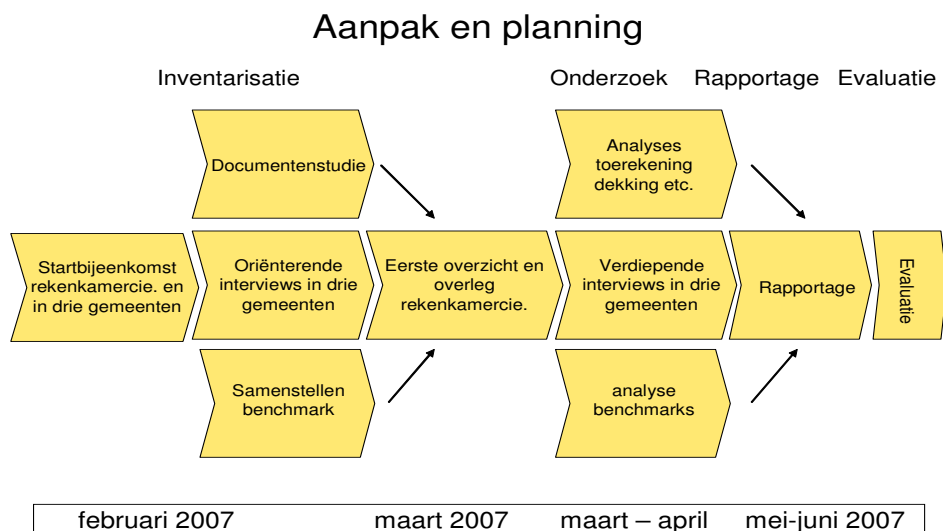 Aanpak en planning
Inventarisatie
Onderzoek
Rapportage
Evaluatie
Documentenstudie
Analyses
toerekening
dekking etc.
Startbijeenkomst
rekenkamercie. en
in drie gemeenten
Oriënterende
interviews in drie
gemeenten
Eerste overzicht en
overleg
rekenkamercie.
Verdiepende
interviews in drie
gemeenten
Rapportage
Evaluatie
Samenstellen
benchmark
analyse
benchmarks
februari 2007
maart 2007
maart – april
mei-juni 2007